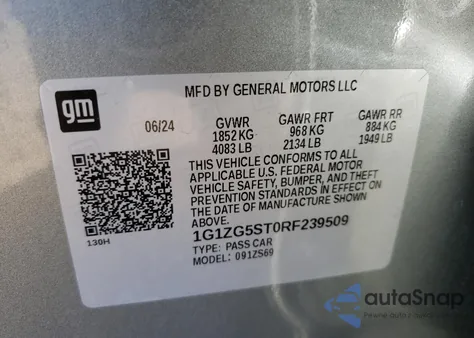 gm
MFD BY GENERAL MOTORS LLC
06/24 GVWR GAWR FRT GAWR RR
1852 KG 968 KG 884 KG
4083 LB 2134 LB 1949 LB
THIS VEHICLE CONFORMS TO ALL
APPLICABLE U.S. FEDERAL MOTOR
VEHICLE SAFETY, BUMPER, AND THEFT
PREVENTION STANDARDS IN EFFECT ON
THE DATE OF MANUFACTURE SHOWN
ABOVE.
1G1ZG5ST0RF239509
TYPE: PASS CAR
MODEL: 091ZS69
130H
autoSnap